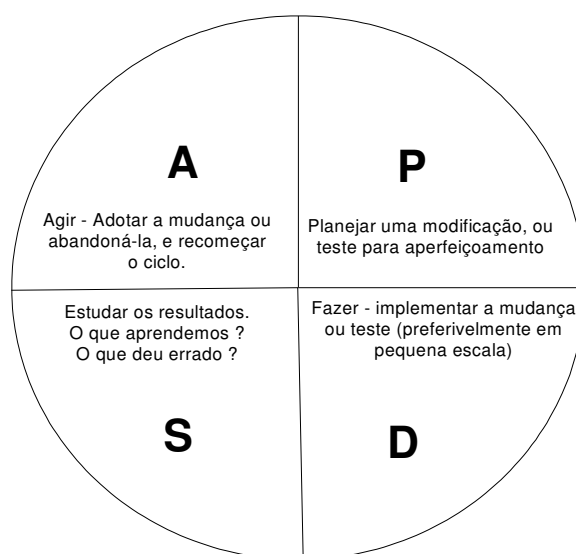 A
Agir - Adotar a mudança ou
abandoná-la, e recomeçar
o ciclo.
P
Planejar uma modificação, ou
teste para aperfeiçoamento
Estudar os resultados.
O que aprendemos ?
O que deu errado ?
S
Fazer - implementar a mudança
ou teste (preferivelmente em
pequena escala)
D